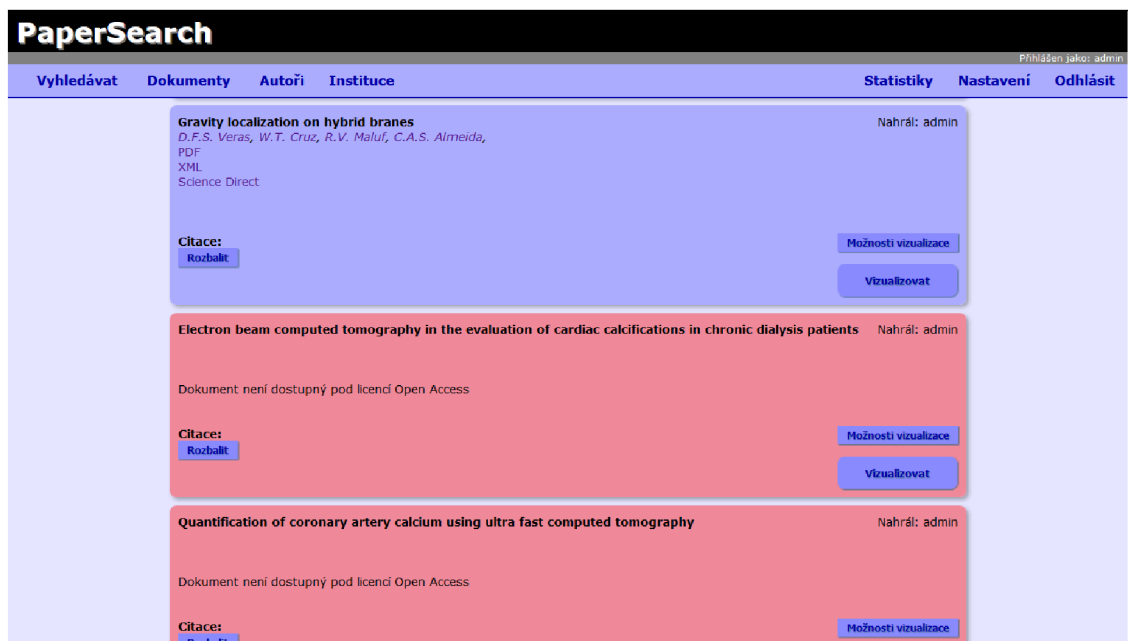 PaperSearch
Přihlášen jako: admin
Vyhledávat Dokumenty Autoři Instituce Statistiky Nastavení Odhlásit
Gravity localization on hybrid branes Nahrál: admin
D.F.S. Veras, W.T. Cruz, R.V. Maluf, C.A.S. Almeida,
PDF
XML
Science Direct
Citace: Možnosti vizualizace
Rozbalit
Vizualizovat
Electron beam computed tomography in the evaluation of cardiac calcifications in chronic dialysis patients Nahrál: admin
Dokument není dostupný pod licencí Open Access
Citace: Možnosti vizualizace
Rozbalit
Vizualizovat
Quantification of coronary artery calcium using ultra fast computed tomography Nahrál: admin
Dokument není dostupný pod licencí Open Access
Citace: Možnosti vizualizace